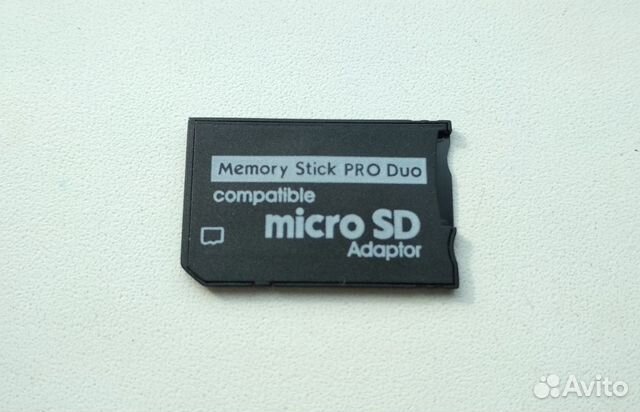 Memory Stick PRO Duo
compatible
micro SD
Adaptor
Avito